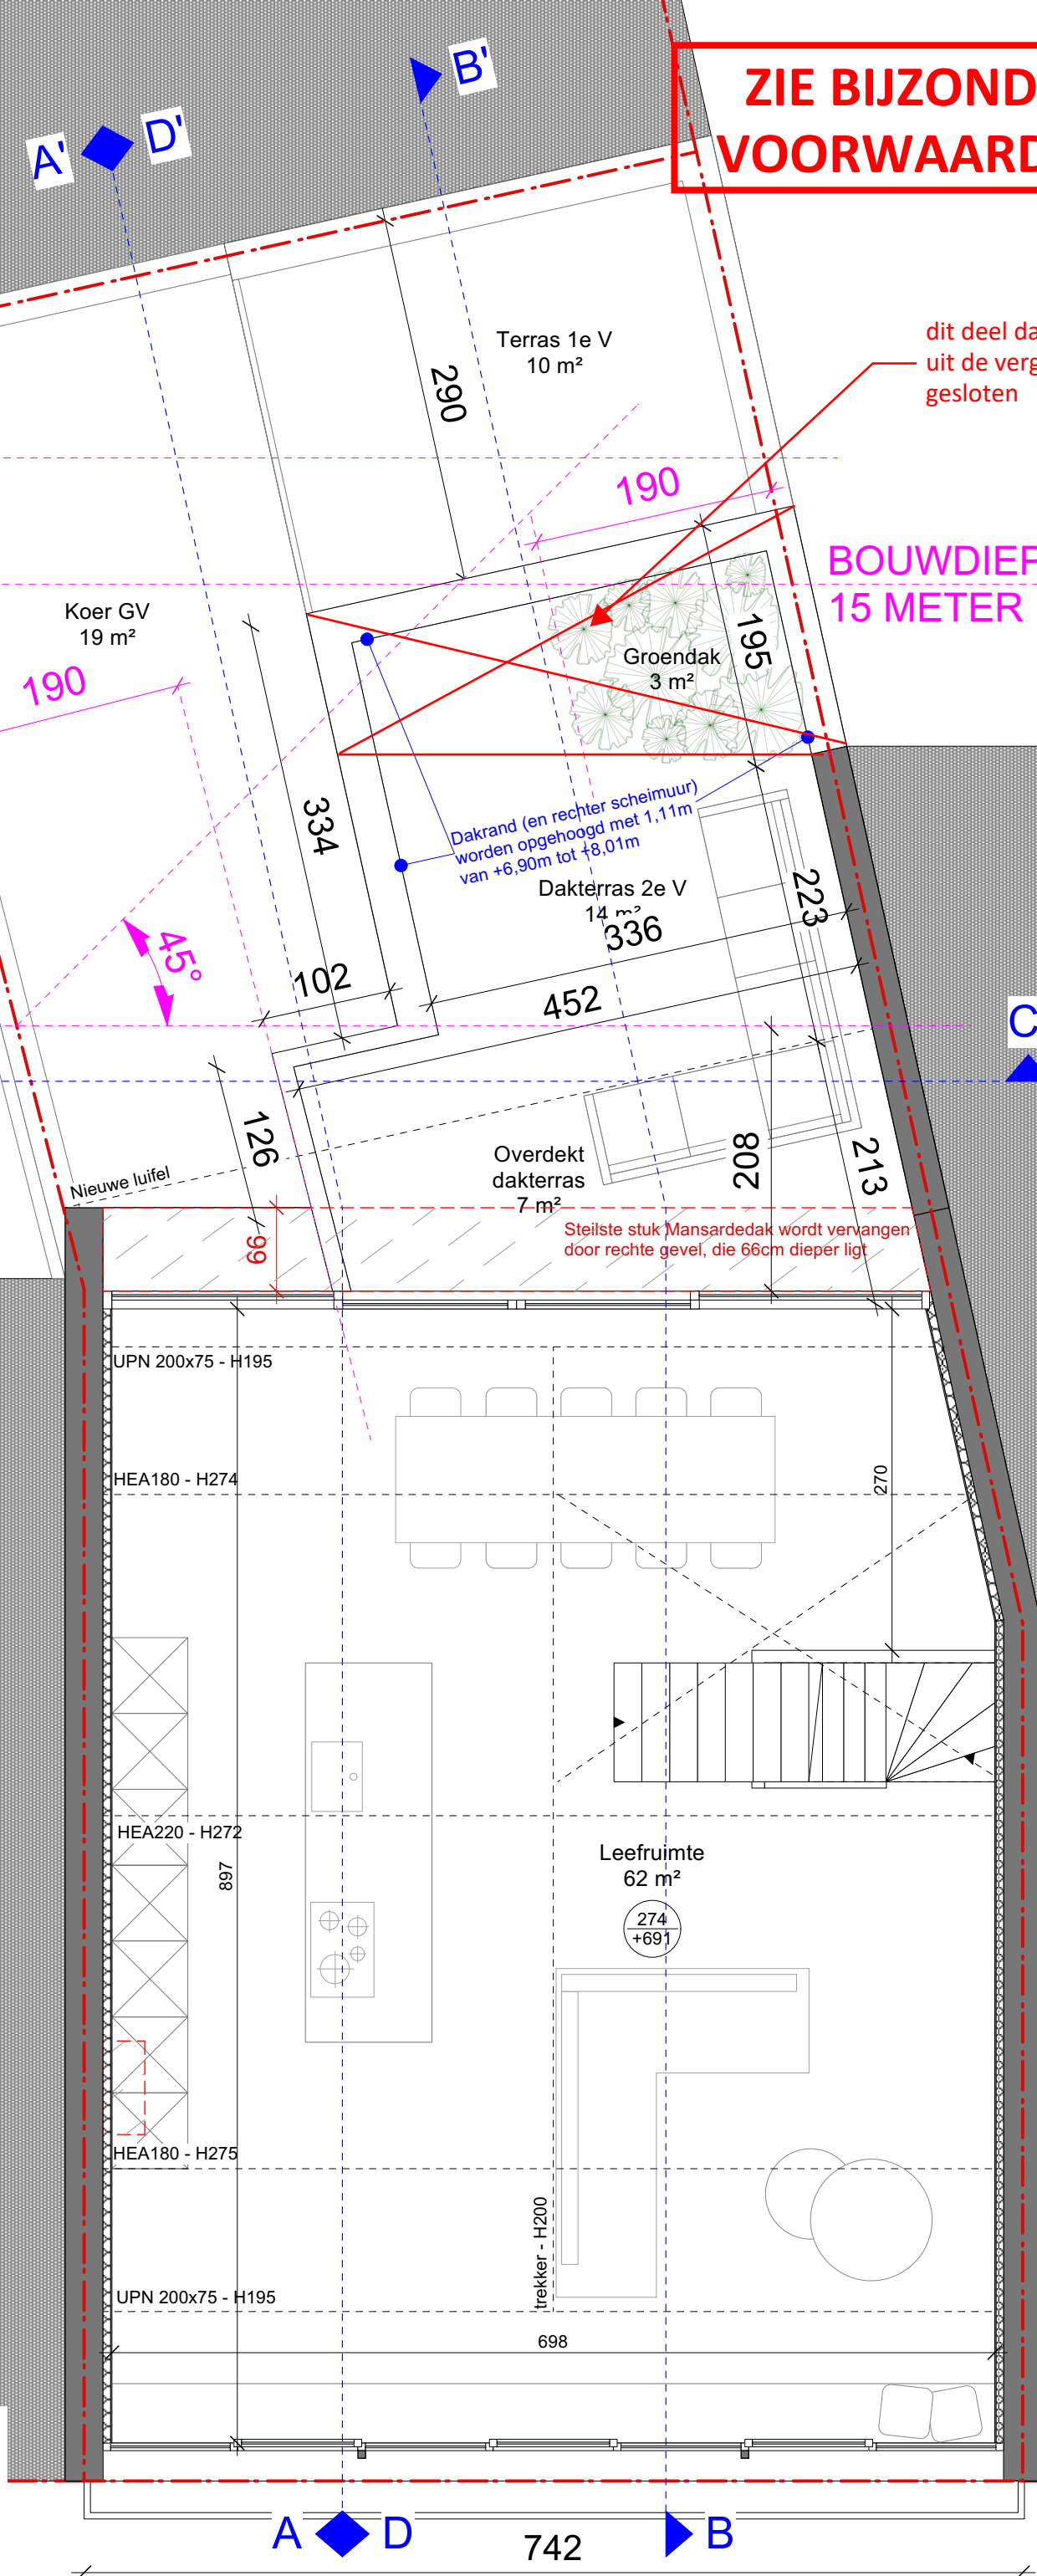 A'
D'
B'
ZIE BIJZOND
VOORWAARD
Terras 1e V
10 m²
290
dit deel da
uit de verg
gesloten
190
BOUWDIEP
15 METER
Koer GV
19 m²
190
195
Groendak
3 m²
334
Dakrand (en rechter scheimuur)
worden opgehoogd met 1,11m
van +6,90m tot +8,01m
Dakterras 2e V
14 m²
223
336
45°
102
452
C
126
Overdekt
dakterras
7 m²
208
213
Nieuwe luifel
66
Steilste stuk Mansardedak wordt vervangen
door rechte gevel, die 66cm dieper ligt
UPN 200x75 - H195
HEA180 - H274
270
HEA220 - H272
897
Leefruimte
62 m²
274
+691
HEA180 - H275
trekker - H200
UPN 200x75 - H195
698
A
D
B
742